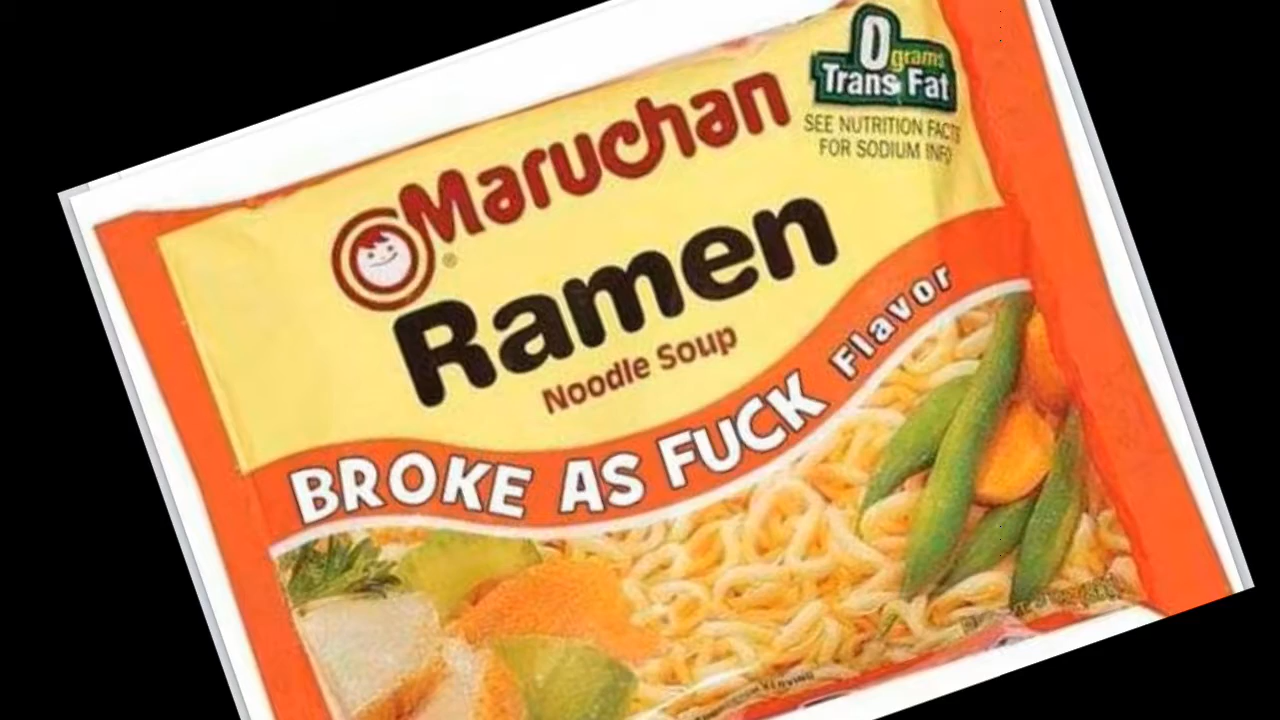 0 grams
Trans Fat
SEE NUTRITION FACTS
FOR SODIUM INFO
Maruchan
®
Ramen
Noodle Soup
BROKE AS FUCK Flavor